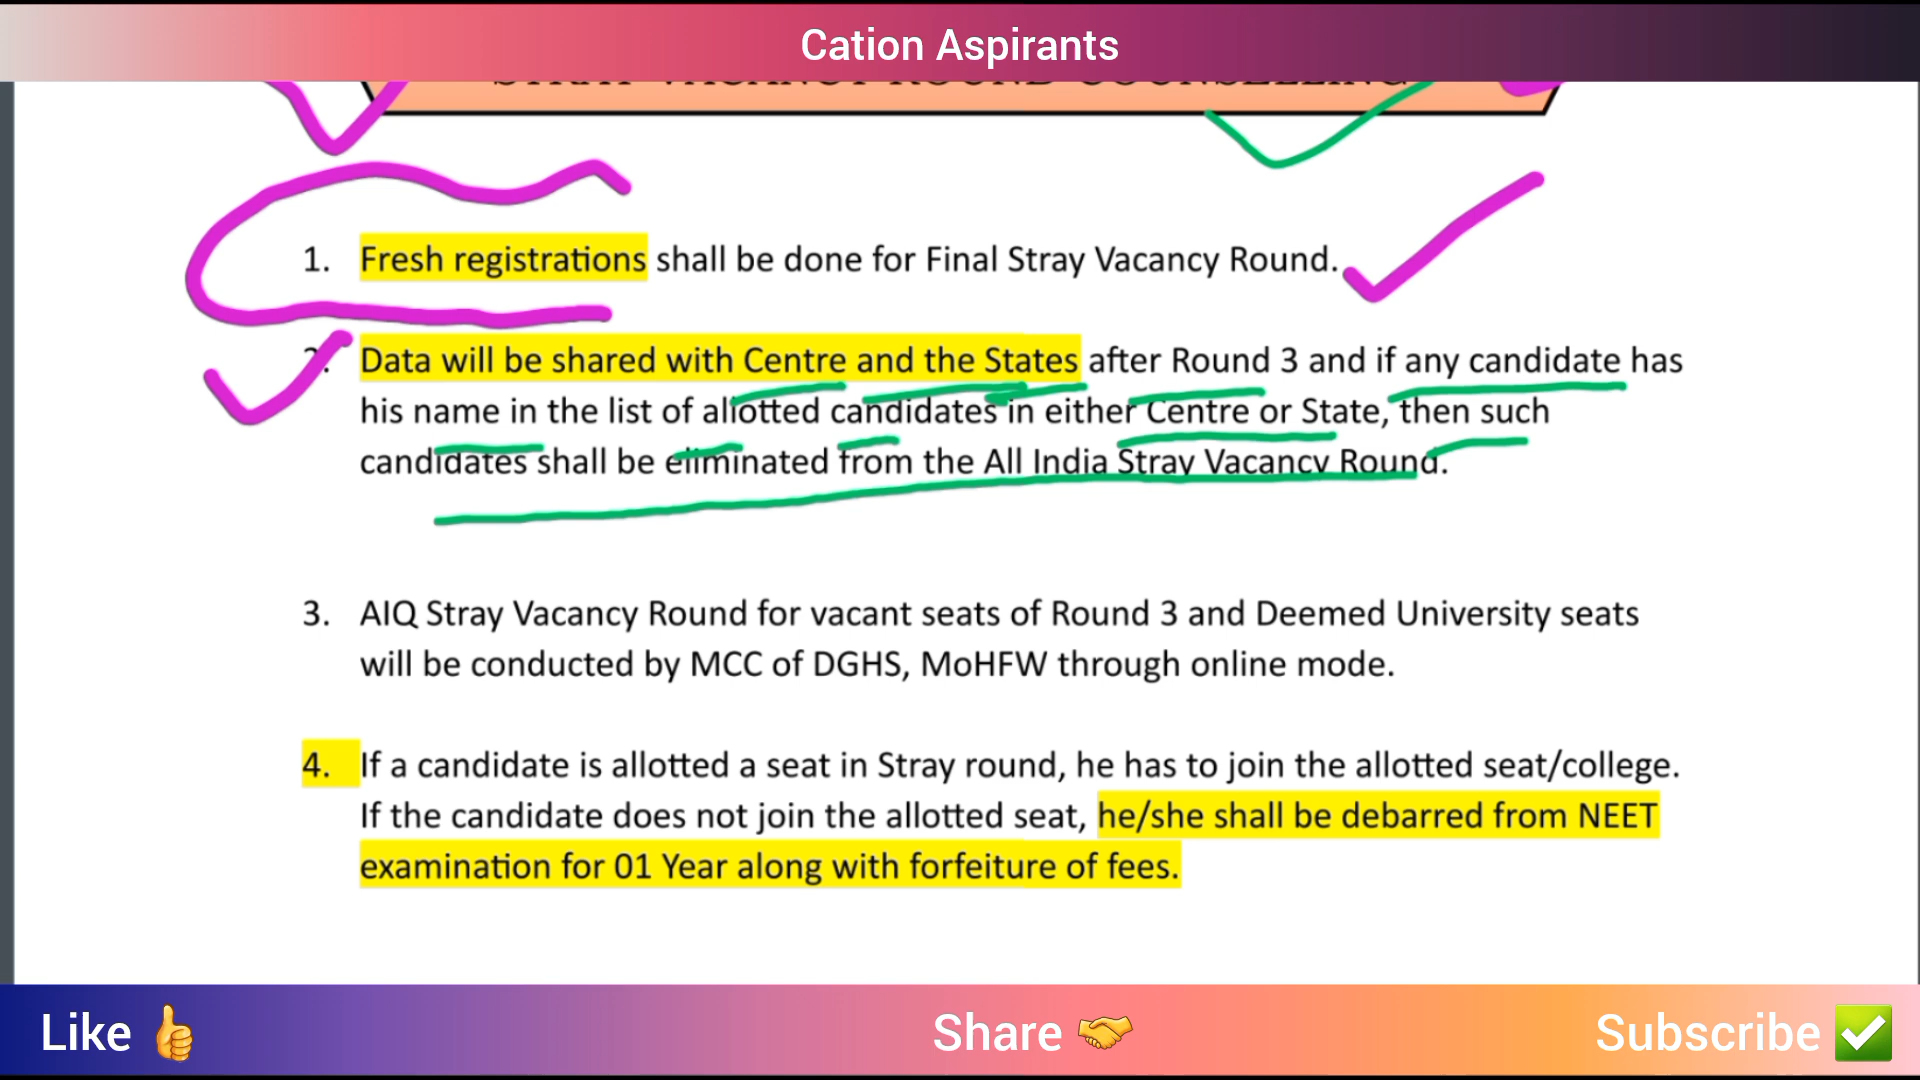 Cation Aspirants
STRAY VACANCY ROUND COUNSELLING
1. Fresh registrations shall be done for Final Stray Vacancy Round.
2. Data will be shared with Centre and the States after Round 3 and if any candidate has
his name in the list of allotted candidates in either Centre or State, then such
candidates shall be eliminated from the All India Stray Vacancy Round.
3. AIQ Stray Vacancy Round for vacant seats of Round 3 and Deemed University seats
will be conducted by MCC of DGHS, MoHFW through online mode.
4. If a candidate is allotted a seat in Stray round, he has to join the allotted seat/college.
If the candidate does not join the allotted seat, he/she shall be debarred from NEET
examination for 01 Year along with forfeiture of fees.
Like 👍 Share 🤝 Subscribe ✅